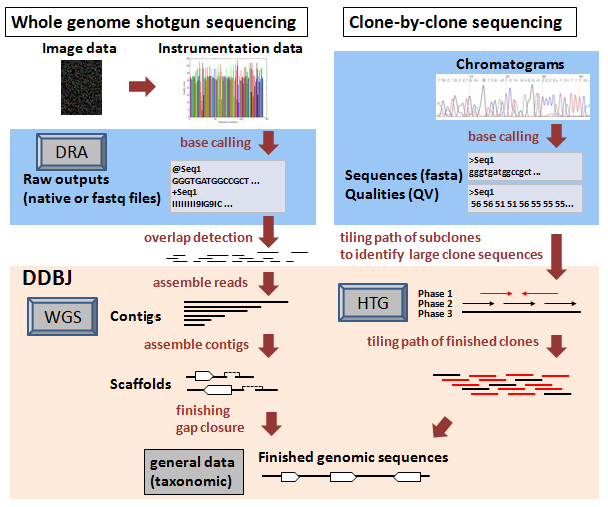 Whole genome shotgun sequencing
Clone-by-clone sequencing
Image data
Instrumentation data
Chromatograms
base calling
base calling
DRA
Raw outputs
(native or fastq files)
@Seq1
GGGTGATGGCCGCT ...
+Seq1
IIIIIIIII9IG9IC ...
Sequences (fasta)
Qualities (QV)
>Seq1
gggtgatggccgct ...
>Seq1
56 56 51 51 56 55 55 55...
overlap detection
tiling path of subclones
to identify large clone sequences
DDBJ
assemble reads
WGS
Contigs
HTG
Phase 1
Phase 2
Phase 3
assemble contigs
tiling path of finished clones
Scaffolds
finishing
gap closure
general data
(taxonomic)
Finished genomic sequences